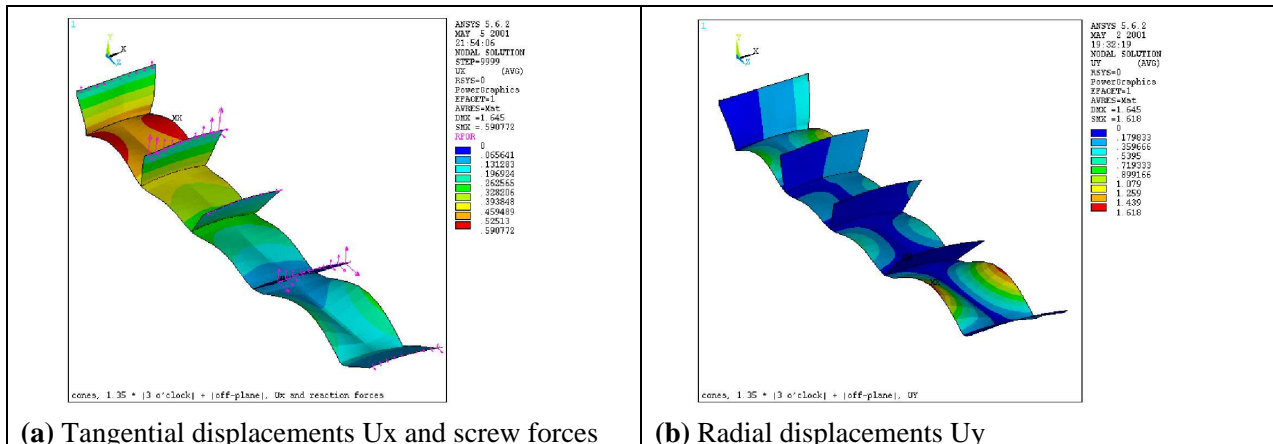 1
Y
X
Z
MX
ANSYS 5.6.2
MAY 5 2001
21:54:06
NODAL SOLUTION
STEP=9999
UX (AVG)
RSYS=0
PowerGraphics
EFACET=1
AVRES=Mat
DMX =1.645
SMX =.590772
RFOR
0
.065641
.131283
.196924
.262565
.328206
.393848
.459489
.52513
.590772
cones, 1.35 * |3 o'clock| + |off-plane|, Ux and reaction forces
(a) Tangential displacements Ux and screw forces
1
Y
X
Z
ANSYS 5.6.2
MAY 2 2001
19:32:19
NODAL SOLUTION
UY (AVG)
RSYS=0
PowerGraphics
EFACET=1
AVRES=Mat
DMX =1.645
SMX =1.618
0
.179833
.359666
.5395
.719333
.899166
1.079
1.259
1.439
1.618
cones, 1.35 * |3 o'clock| + |off-plane|, UY
(b) Radial displacements Uy